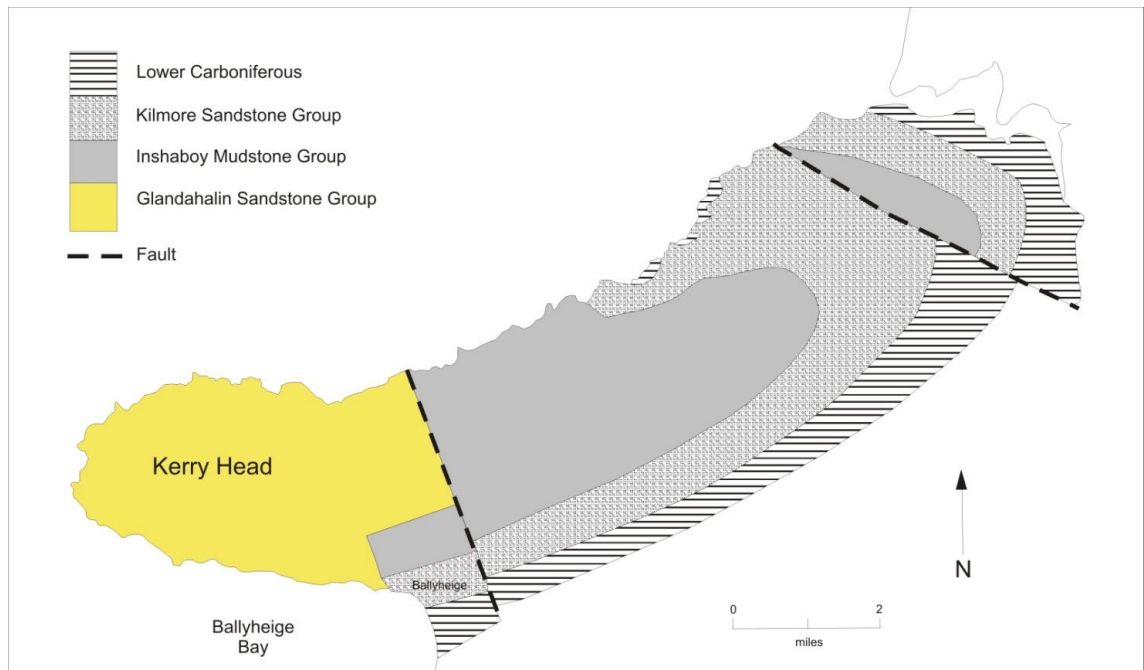 Lower Carboniferous
Kilmore Sandstone Group
Inshaboy Mudstone Group
Glandahalin Sandstone Group
Fault
Kerry Head
Ballyheige
Ballyheige
Bay
N
0
2
miles